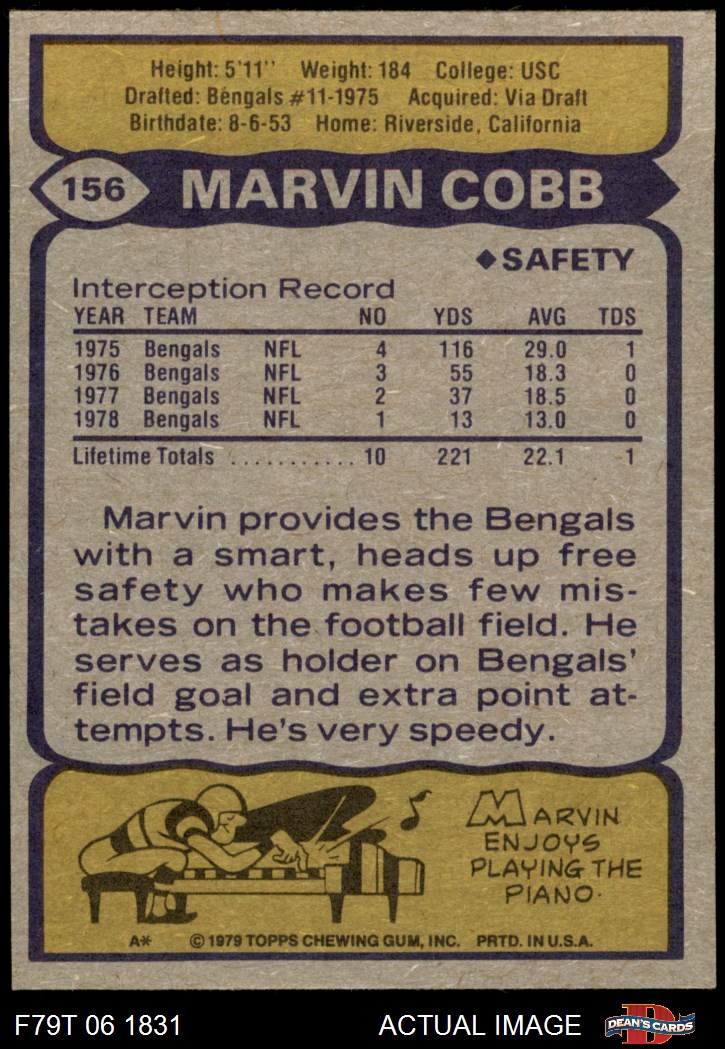 Height: 5'11'' Weight: 184 College: USC
Drafted: Bengals #11-1975 Acquired: Via Draft
Birthdate: 8-6-53 Home: Riverside, California
156 MARVIN COBB
◆SAFETY
Interception Record
YEAR TEAM NO YDS AVG TDS
1975 Bengals NFL 4 116 29.0 1
1976 Bengals NFL 3 55 18.3 0
1977 Bengals NFL 2 37 18.5 0
1978 Bengals NFL 1 13 13.0 0
Lifetime Totals ........... 10 221 22.1 1
Marvin provides the Bengals
with a smart, heads up free
safety who makes few mis-
takes on the football field. He
serves as holder on Bengals'
field goal and extra point at-
tempts. He's very speedy.
MARVIN
ENJOYS
PLAYING THE
PIANO.
A* © 1979 TOPPS CHEWING GUM, INC. PRTD. IN U.S.A.
F79T 06 1831 ACTUAL IMAGE D DEAN'S CARDS